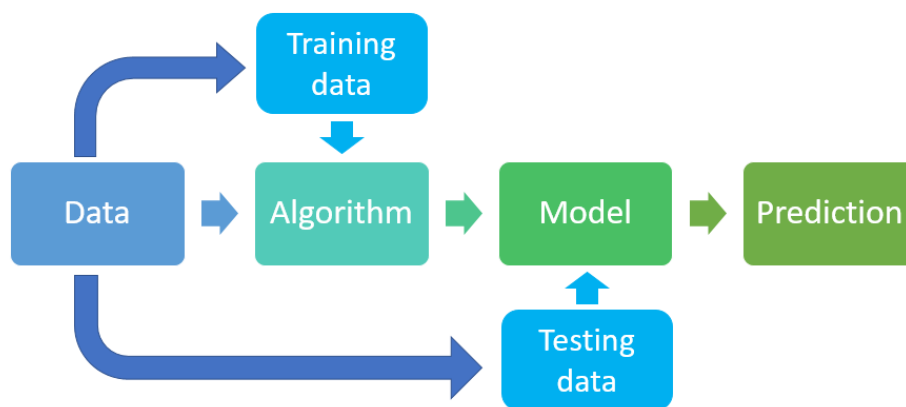 Training
data
Data
Algorithm
Model
Prediction
Testing
data